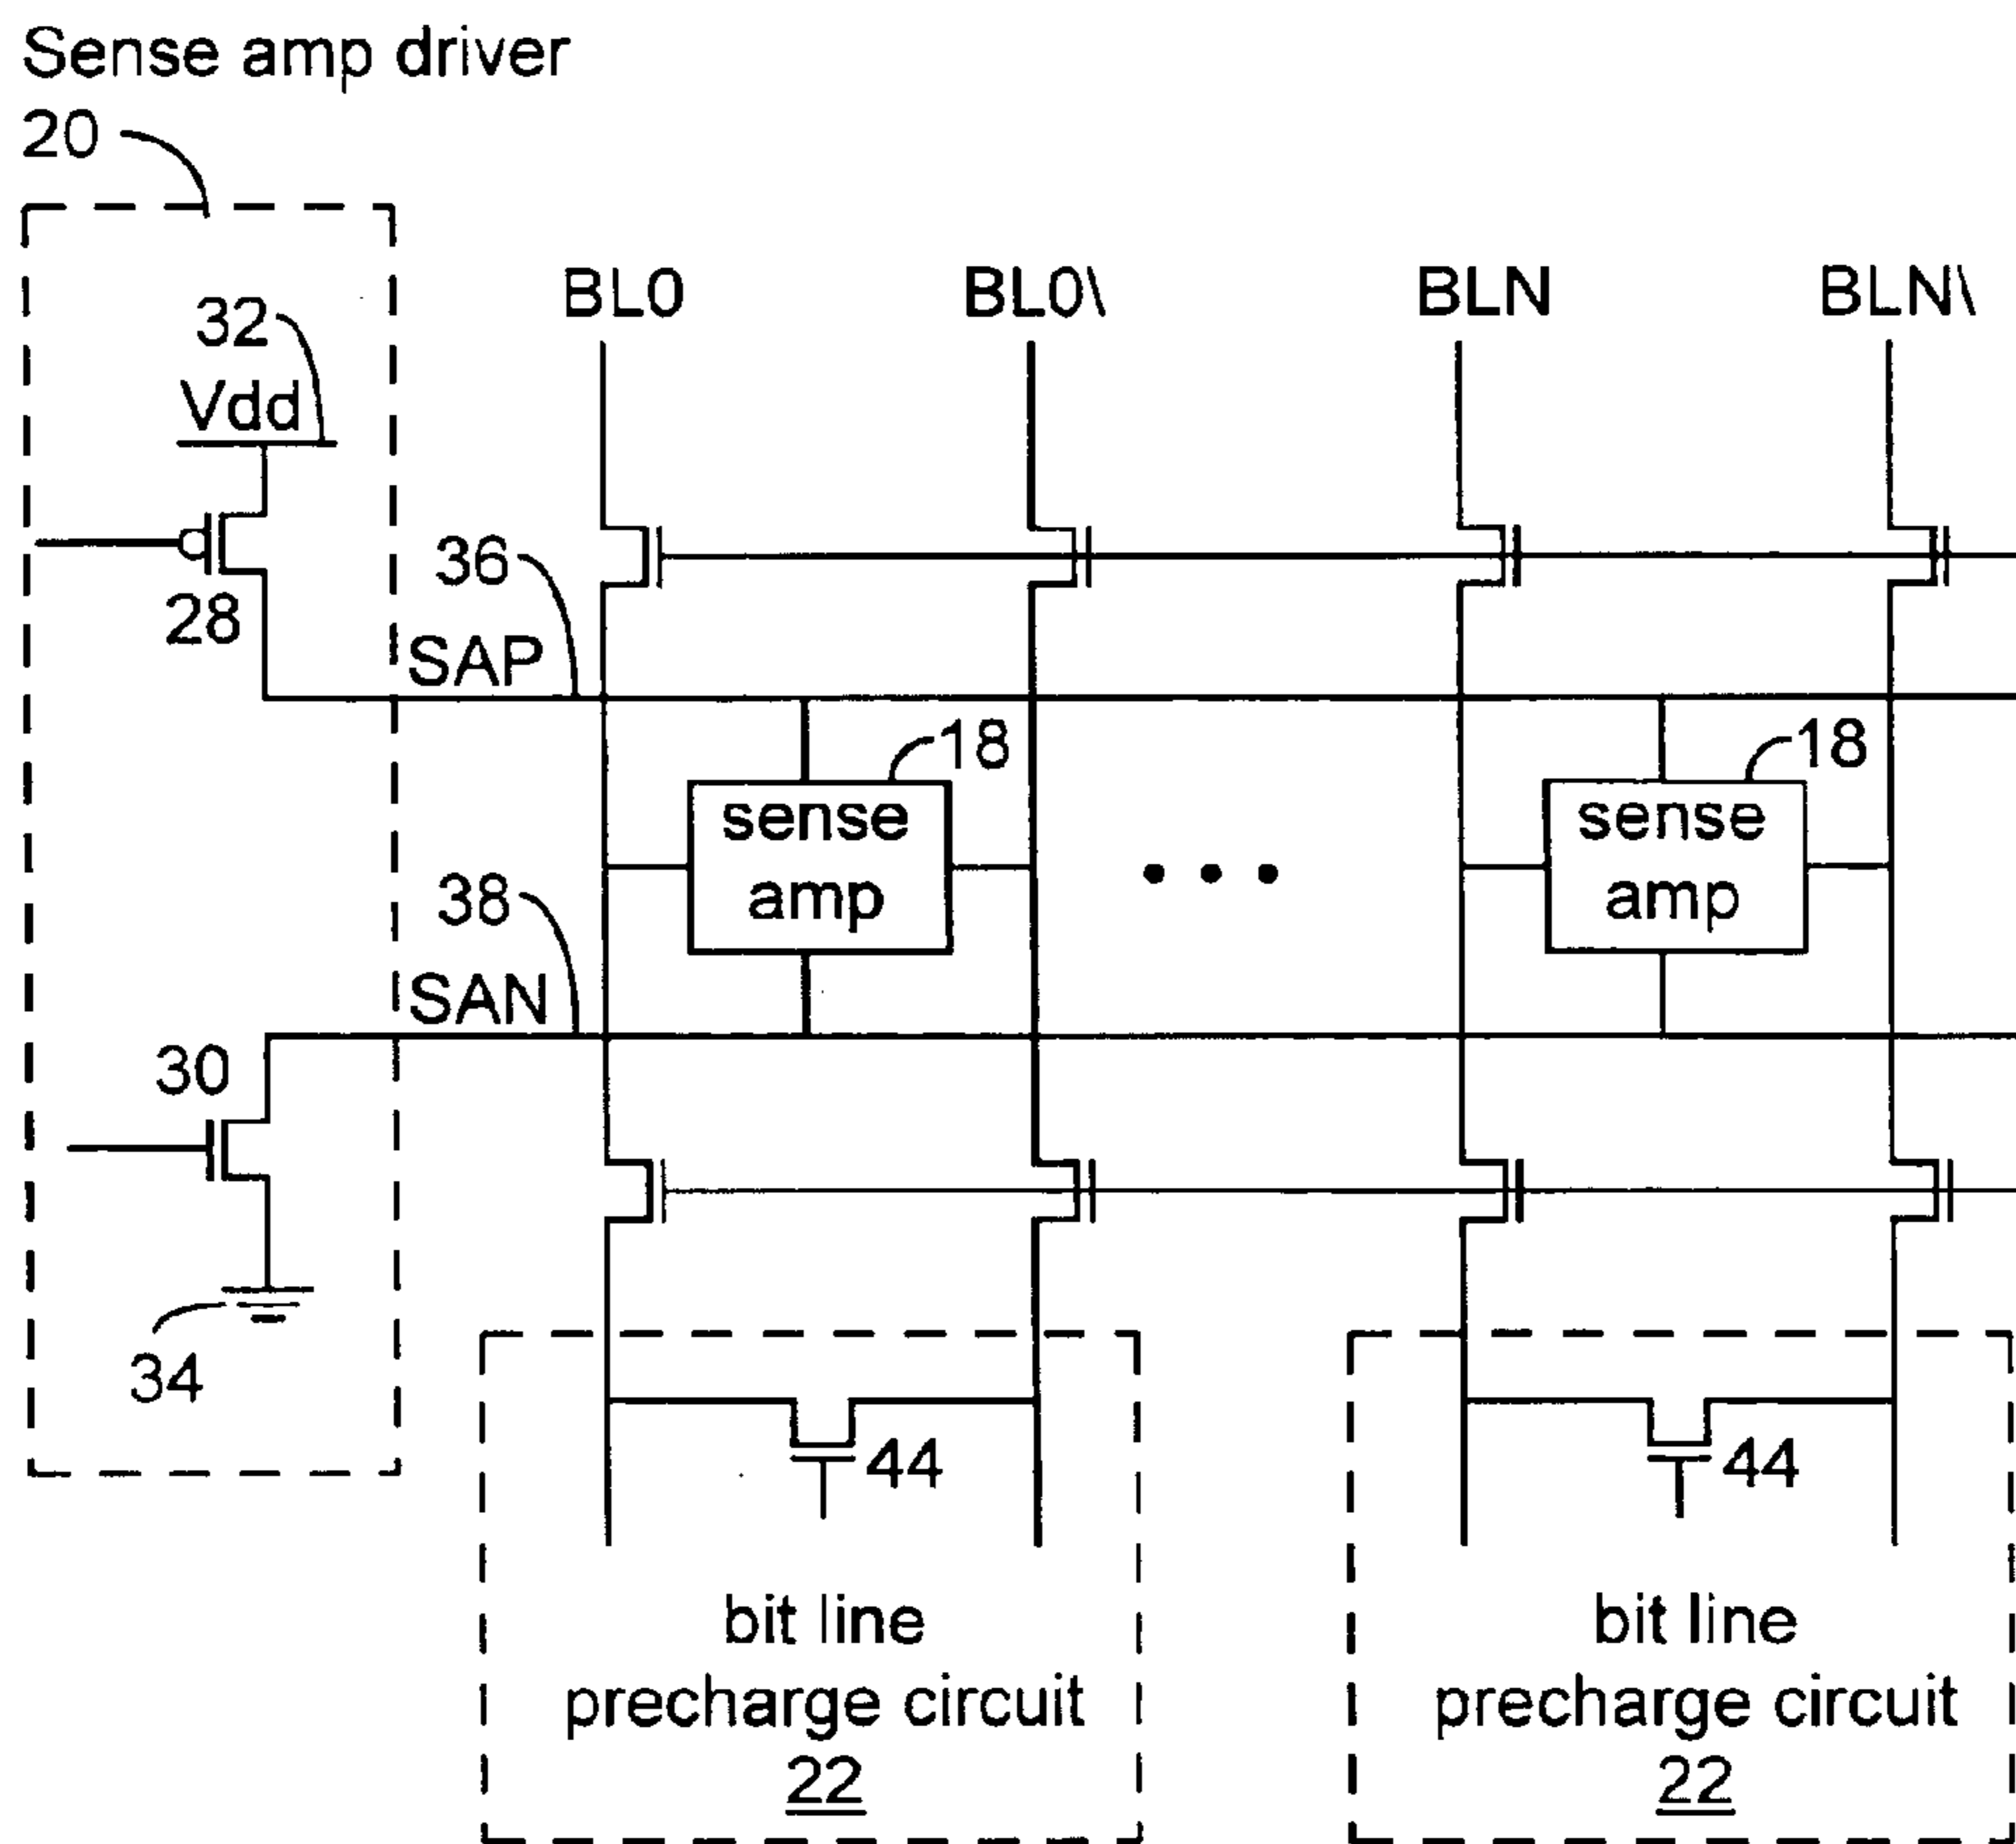 Sense amp driver
20
BL0 BL0\ BLN BLN\
32
Vdd
36
28
SAP
18 18
sense sense
amp amp
38
SAN
30
34
44 44
bit line bit line
precharge circuit precharge circuit
22 22